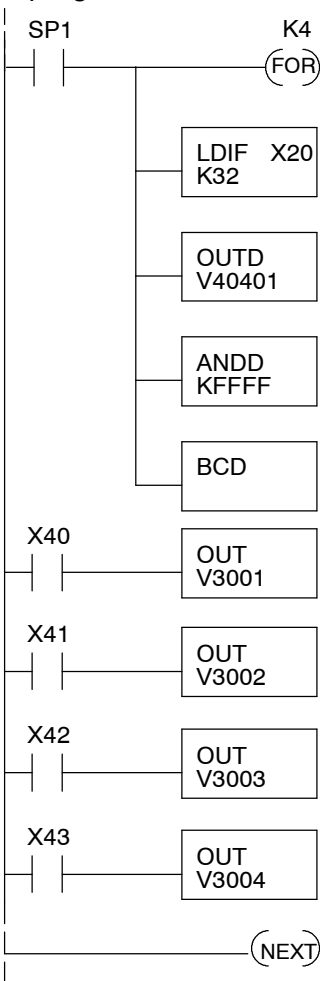 SP1 K4
FOR
LDIF X20
K32
OUTD
V40401
ANDD
KFFFF
BCD
X40
OUT
V3001
X41
OUT
V3002
X42
OUT
V3003
X43
OUT
V3004
NEXT